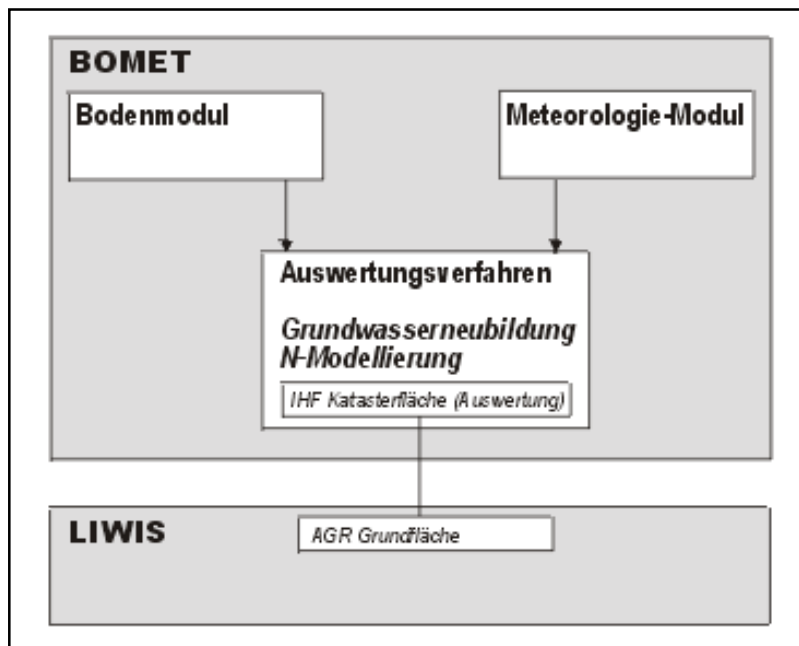 BOMET
Bodenmodul
Meteorologie-Modul
Auswertungsverfahren
Grundwasserneubildung
N-Modellierung
IHF Katasterfläche (Auswertung)
LIWIS
AGR Grundfläche